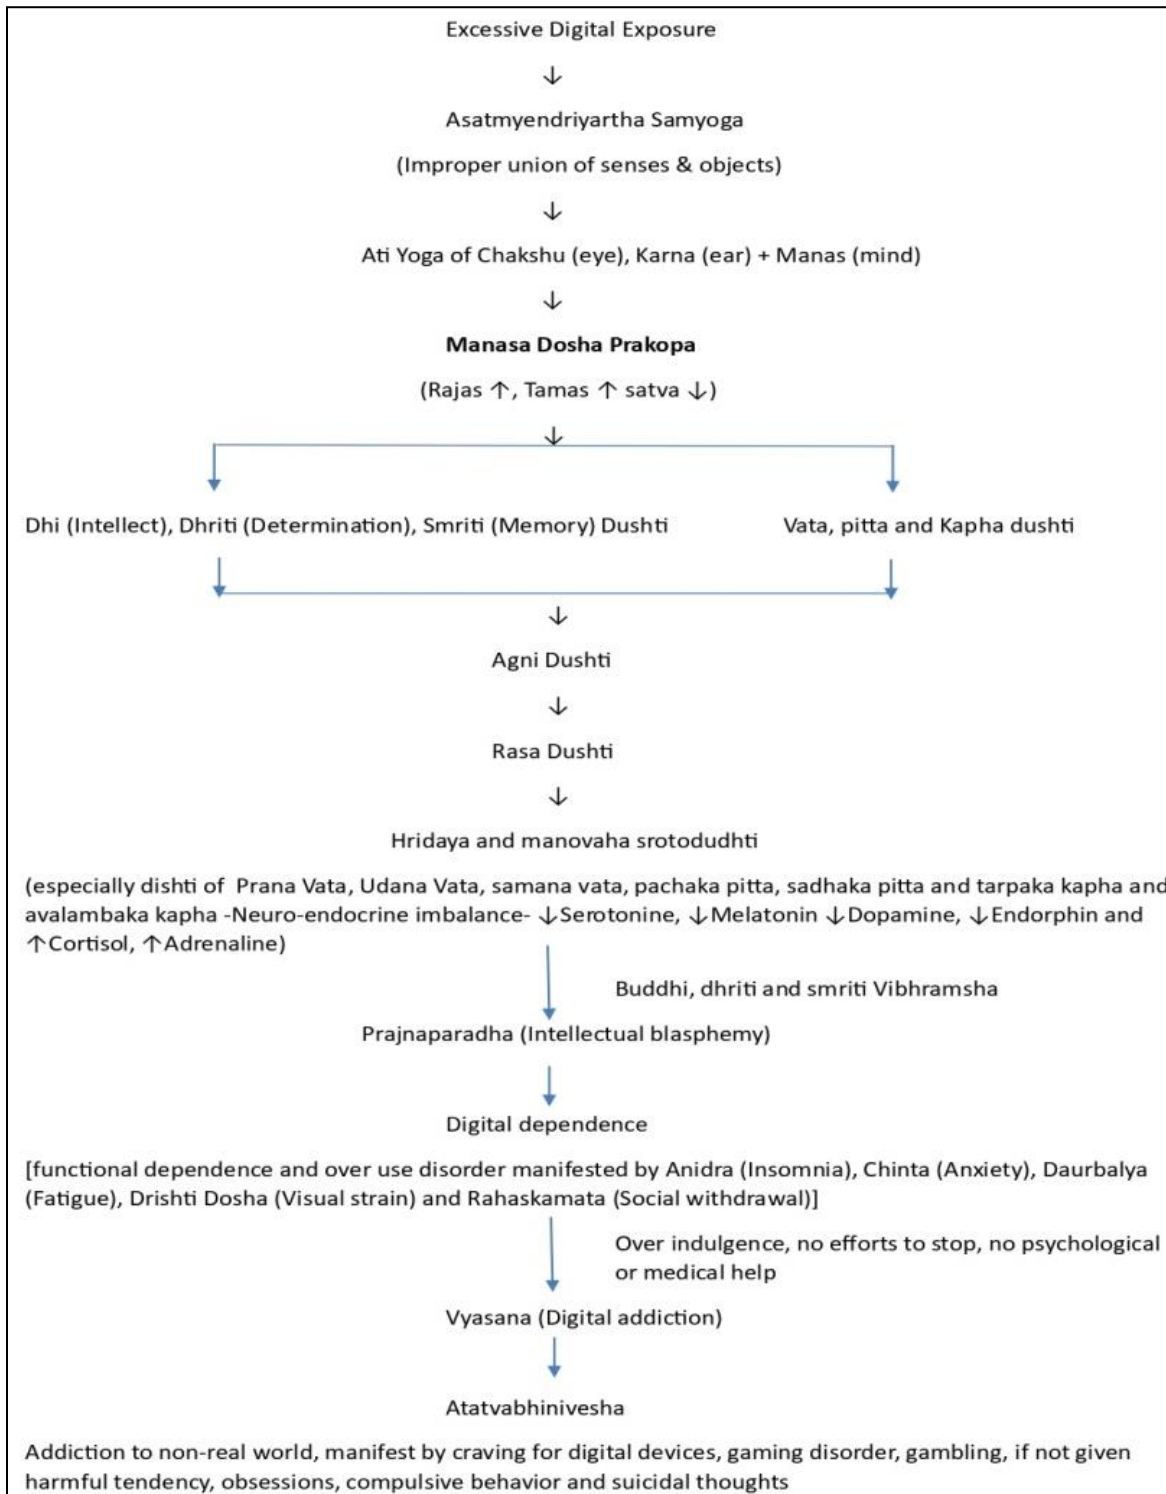 Excessive Digital Exposure
↓
Asatmyendriyartha Samyoga
(Improper union of senses & objects)
↓
Ati Yoga of Chakshu (eye), Karna (ear) + Manas (mind)
↓
Manasa Dosha Prakopa
(Rajas ↑, Tamas ↑ satva ↓)
↓
Dhi (Intellect), Dhriti (Determination), Smriti (Memory) Dushti
Vata, pitta and Kapha dushti
↓
Agni Dushti
↓
Rasa Dushti
↓
Hridaya and manovaha srotodudhti
(especially dishti of Prana Vata, Udana Vata, samana vata, pachaka pitta, sadhaka pitta and tarpaka kapha and
avalambaka kapha -Neuro-endocrine imbalance- ↓Serotonine, ↓Melatonin ↓Dopamine, ↓Endorphin and
↑Cortisol, ↑Adrenaline)
Buddhi, dhriti and smriti Vibhramsha
Prajnaparadha (Intellectual blasphemy)
Digital dependence
[functional dependence and over use disorder manifested by Anidra (Insomnia), Chinta (Anxiety), Daurbalya
(Fatigue), Drishti Dosha (Visual strain) and Rahaskamata (Social withdrawal)]
Over indulgence, no efforts to stop, no psychological
or medical help
Vyasana (Digital addiction)
Atatvabhinivesha
Addiction to non-real world, manifest by craving for digital devices, gaming disorder, gambling, if not given
harmful tendency, obsessions, compulsive behavior and suicidal thoughts